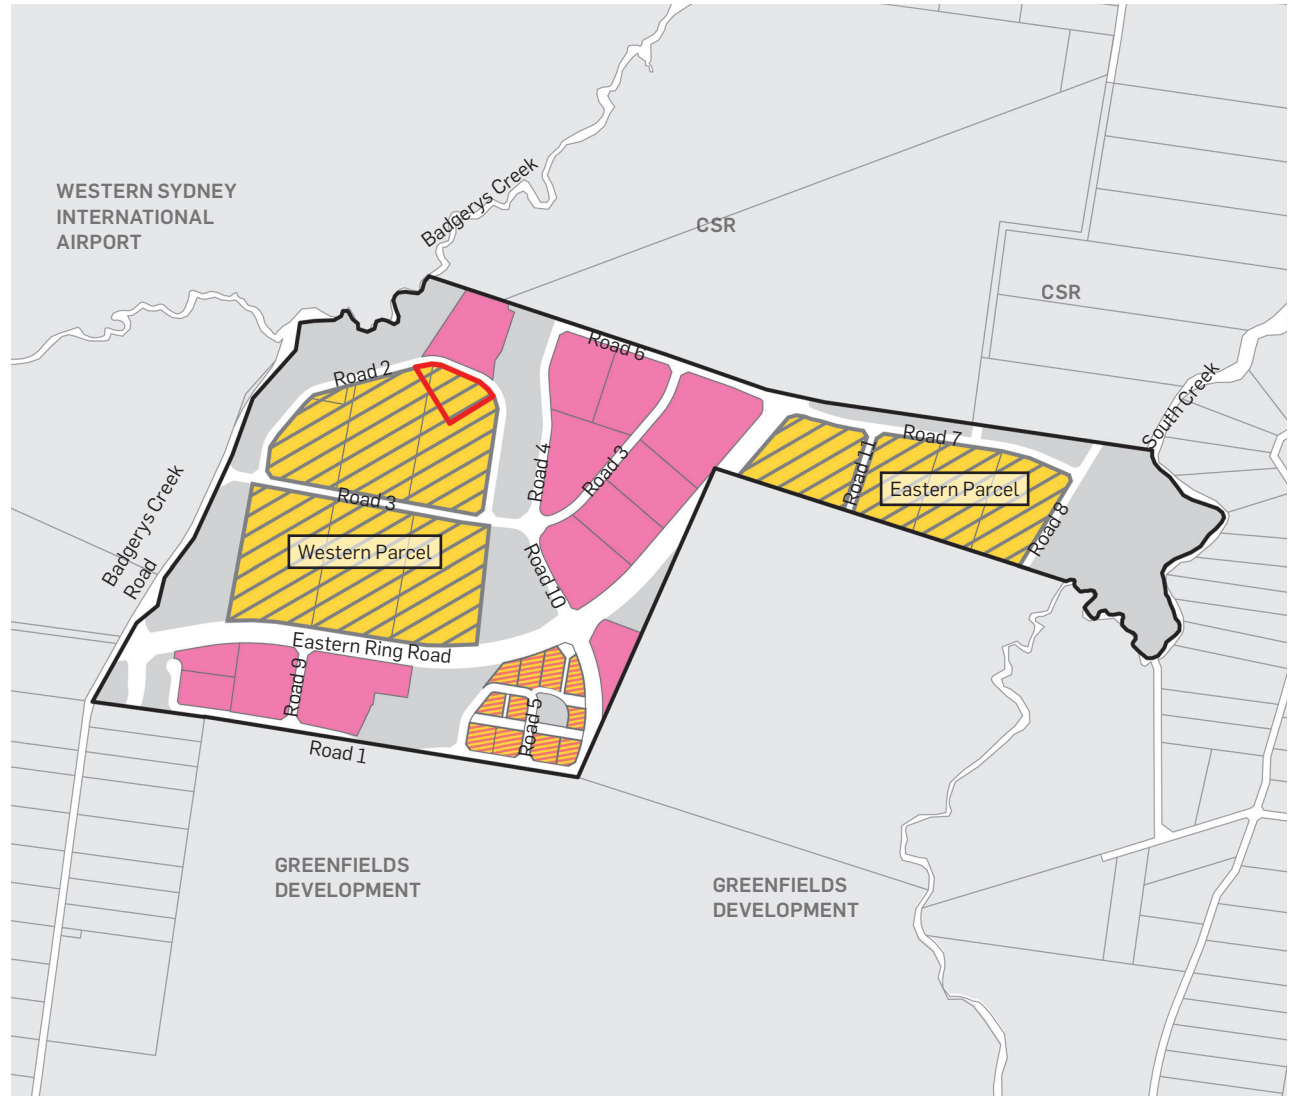 WESTERN SYDNEY
INTERNATIONAL
AIRPORT
Badgerys Creek
CSR
CSR
Road 2
Road 6
South Creek
Road 7
Road 4
Road 3
Road 11
Eastern Parcel
Road 3
Badgerys Creek
Road
Western Parcel
Road 8
Road 10
Eastern Ring Road
Road 9
Road 5
Road 1
GREENFIELDS
DEVELOPMENT
GREENFIELDS
DEVELOPMENT